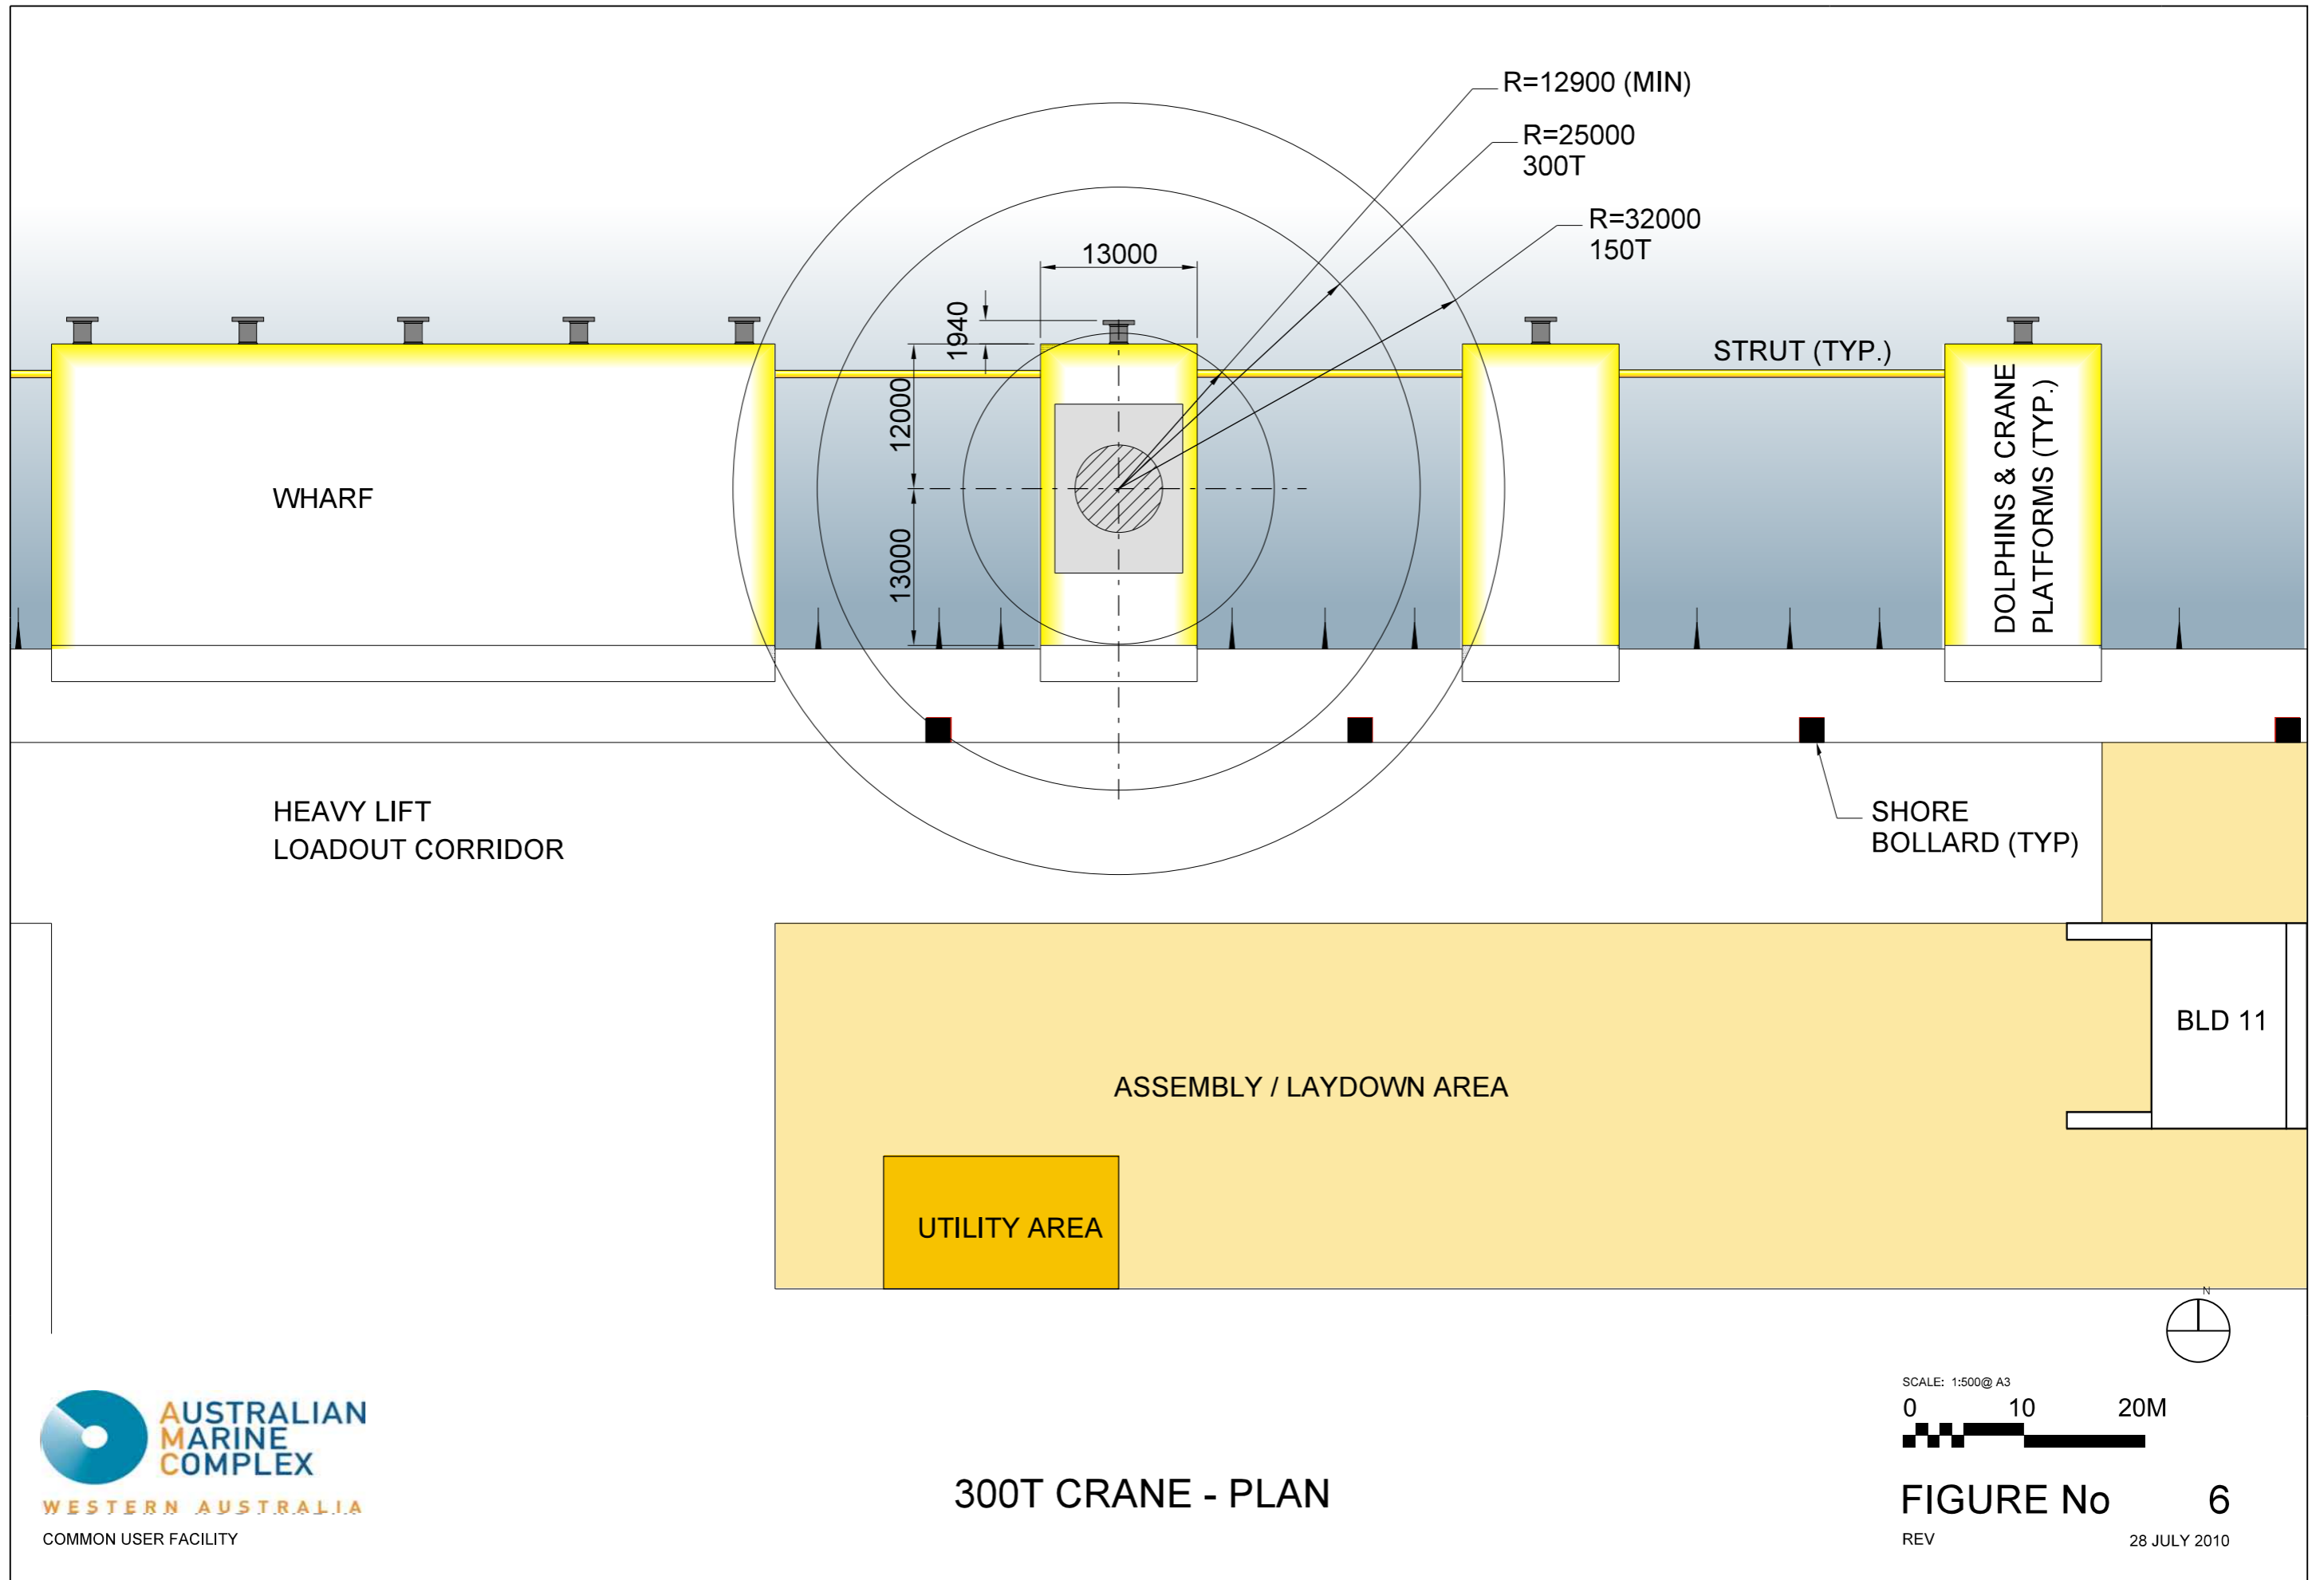 R=12900 (MIN)
R=25000
300T
R=32000
150T
13000
1940
12000
13000
STRUT (TYP.)
DOLPHINS & CRANE
PLATFORMS (TYP.)
WHARF
HEAVY LIFT
LOADOUT CORRIDOR
SHORE
BOLLARD (TYP)
BLD 11
ASSEMBLY / LAYDOWN AREA
UTILITY AREA
N
SCALE: 1:500@ A3
0 10 20M
AUSTRALIAN
MARINE
COMPLEX
WESTERN AUSTRALIA
COMMON USER FACILITY
300T CRANE - PLAN
FIGURE No 6
REV 28 JULY 2010